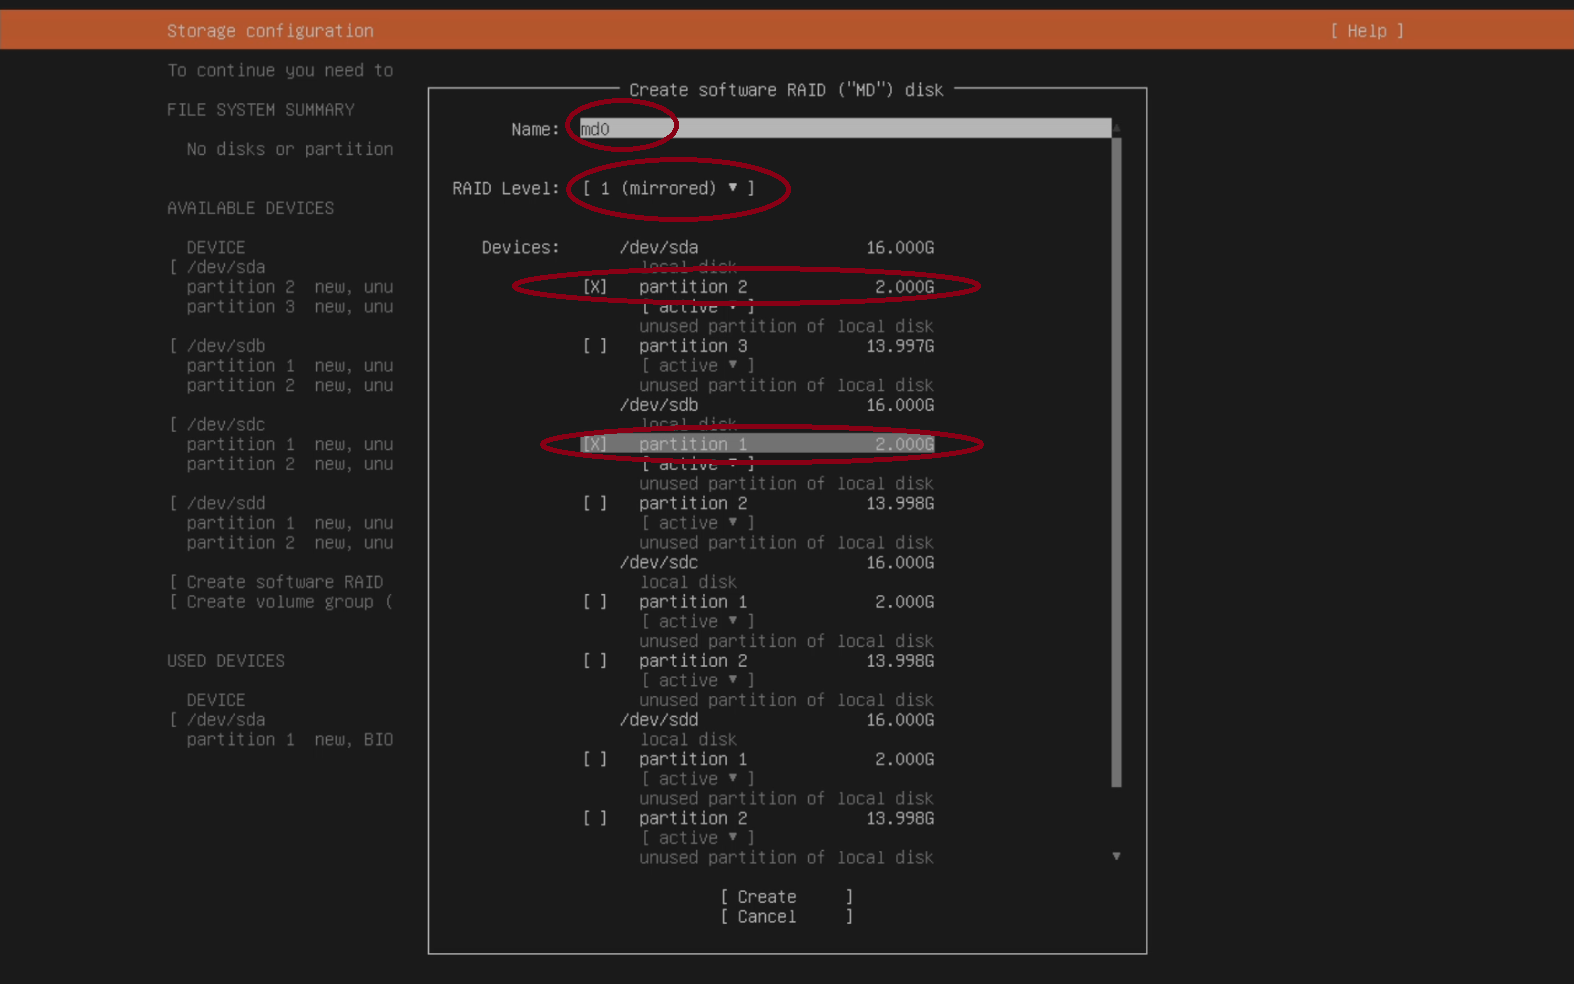 Storage configuration [ Help ]
To continue you need to
Create software RAID ("MD") disk
FILE SYSTEM SUMMARY
No disks or partition
Name: md0
RAID Level: [ 1 (mirrored) ▼ ]
AVAILABLE DEVICES
DEVICE
[ /dev/sda
partition 2 new, unu
partition 3 new, unu
[ /dev/sdb
partition 1 new, unu
partition 2 new, unu
[ /dev/sdc
partition 1 new, unu
partition 2 new, unu
[ /dev/sdd
partition 1 new, unu
partition 2 new, unu
[ Create software RAID
[ Create volume group (
USED DEVICES
DEVICE
[ /dev/sda
partition 1 new, BIO
Devices: /dev/sda 16.000G
local disk
[X] partition 2 2.000G
[ active ▼ ]
unused partition of local disk
[ ] partition 3 13.997G
[ active ▼ ]
unused partition of local disk
/dev/sdb 16.000G
local disk
[X] partition 1 2.000G
[ active ▼ ]
unused partition of local disk
[ ] partition 2 13.998G
[ active ▼ ]
unused partition of local disk
/dev/sdc 16.000G
local disk
[ ] partition 1 2.000G
[ active ▼ ]
unused partition of local disk
[ ] partition 2 13.998G
[ active ▼ ]
unused partition of local disk
/dev/sdd 16.000G
local disk
[ ] partition 1 2.000G
[ active ▼ ]
unused partition of local disk
[ ] partition 2 13.998G
[ active ▼ ]
unused partition of local disk
[ Create ]
[ Cancel ]